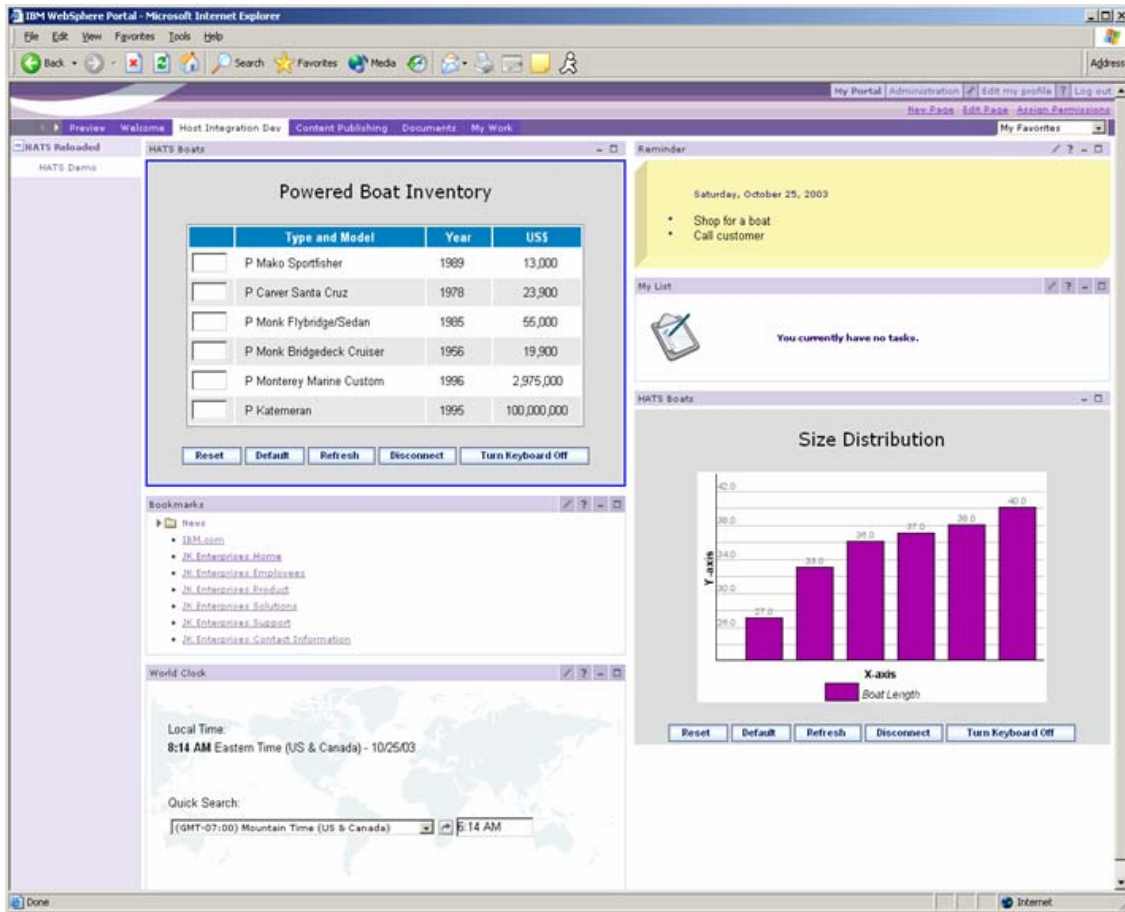 IBM WebSphere Portal - Microsoft Internet Explorer
File Edit View Favorites Tools Help
Back Search Favorites Media Address
My Portal Administration Edit my profile ? Log out
New Page Edit Page Assign Permissions
Preview Welcome Host Integration Dev Content Publishing Documents My Work My Favorites
HATS Reloaded
HATS Demo
HATS Boats
Powered Boat Inventory
Type and Model Year US$
P Mako Sportfisher 1989 13,000
P Carver Santa Cruz 1978 23,900
P Monk Flybridge/Sedan 1985 55,000
P Monk Bridgedeck Cruiser 1956 19,900
P Monterey Marine Custom 1996 2,975,000
P Katemeran 1995 100,000,000
Reset Default Refresh Disconnect Turn Keyboard Off
Bookmarks ?
News
IBM.com
JK Enterprises Home
JK Enterprises Employees
JK Enterprises Product
JK Enterprises Solutions
JK Enterprises Support
JK Enterprises Contact Information
World Clock ?
Local Time:
8:14 AM Eastern Time (US & Canada) - 10/25/03
Quick Search:
(GMT-07:00) Mountain Time (US & Canada) 6:14 AM
Reminder ?
Saturday, October 25, 2003
• Shop for a boat
• Call customer
My List ?
You currently have no tasks.
HATS Boats
Size Distribution
42.0
40.0
38.0 38.0
37.0
36.0
34.0 33.0
30.0
27.0
26.0
Y-axis
X-axis
Boat Length
Reset Default Refresh Disconnect Turn Keyboard Off
Done Internet